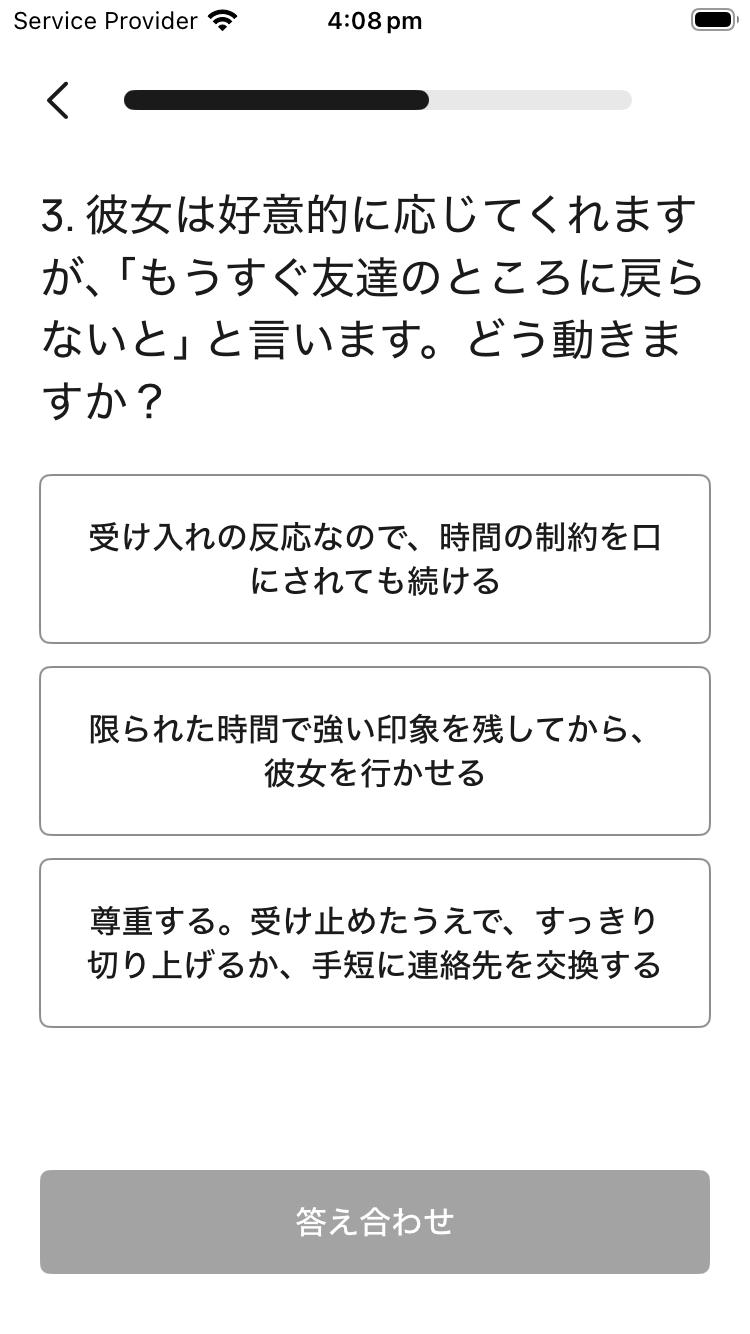 Service Provider 4:08 pm
3. 彼女は好意的に応じてくれます
が、「もうすぐ友達のところに戻ら
ないと」と言います。どう動きま
すか？
受け入れの反応なので、時間の制約を口
にされても続ける
限られた時間で強い印象を残してから、
彼女を行かせる
尊重する。受け止めたうえで、すっきり
切り上げるか、手短に連絡先を交換する
答え合わせ